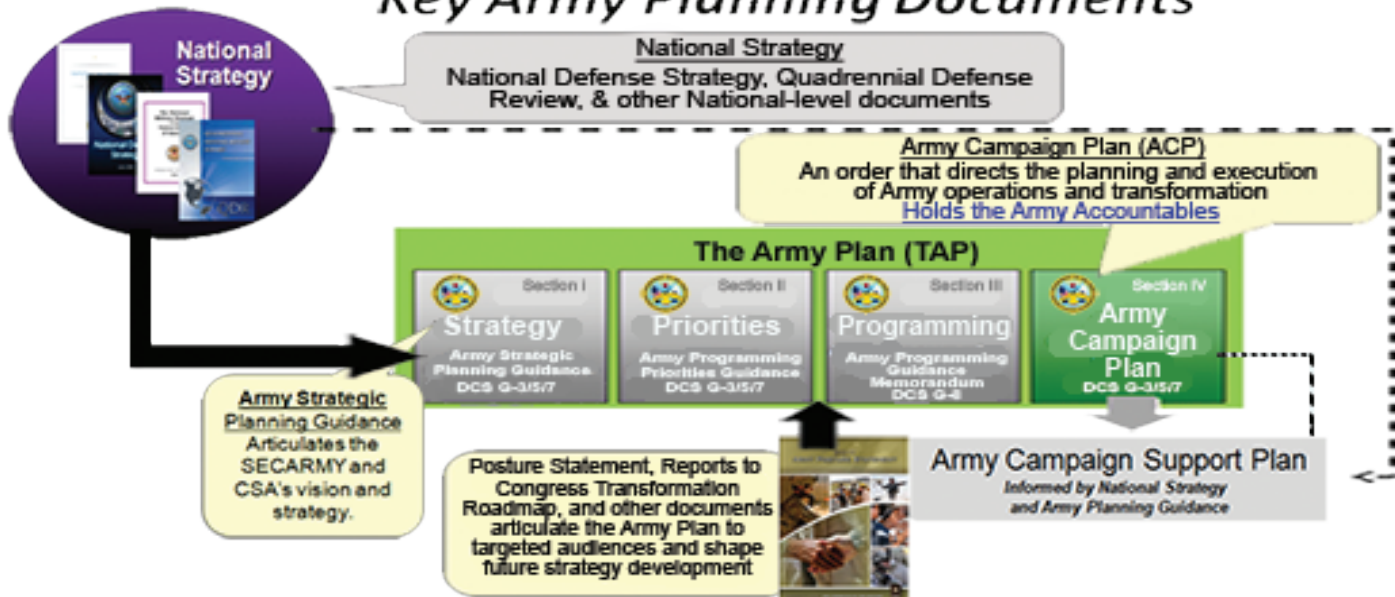 Key Army Planning Documents
National
Strategy
National Strategy
National Defense Strategy, Quadrennial Defense
Review, & other National-level documents
Army Campaign Plan (ACP)
An order that directs the planning and execution
of Army operations and transformation
Holds the Army Accountables
The Army Plan (TAP)
Section I
Strategy
Army Strategic
Planning Guidance
DCS G-3/5/7
Section II
Priorities
Army Programming
Priorities Guidance
DCS G-3/5/7
Section III
Programming
Army Programming
Guidance
Memorandum
DCS G-8
Section IV
Army
Campaign
Plan
DCS G-3/5/7
Army Strategic
Planning Guidance
Articulates the
SECARMY and
CSA's vision and
strategy.
Posture Statement, Reports to
Congress Transformation
Roadmap, and other documents
articulate the Army Plan to
targeted audiences and shape
future strategy development
Army Campaign Support Plan
Informed by National Strategy
and Army Planning Guidance